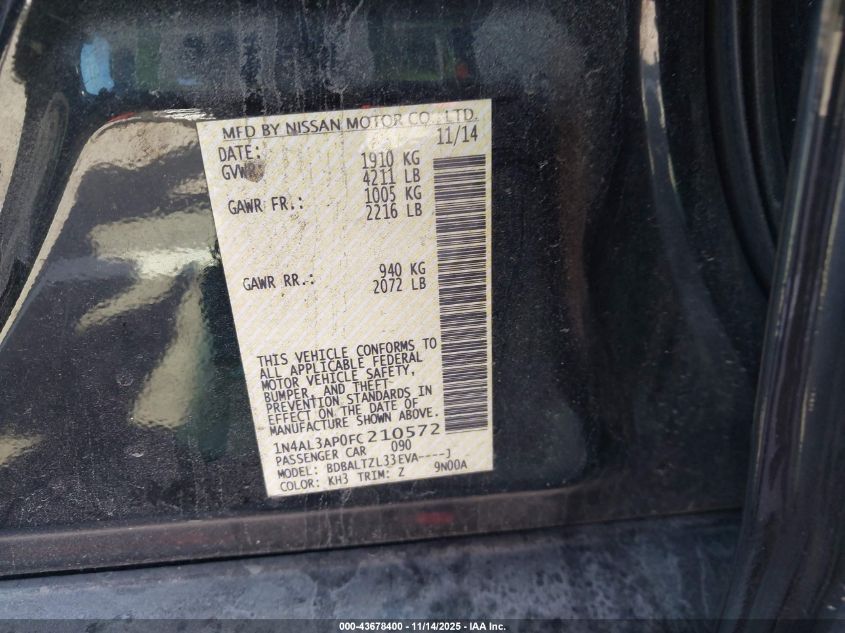 MFD BY NISSAN MOTOR CO., LTD.
DATE: 11/14
GVWR: 1910 KG
4211 LB
GAWR FR.: 1005 KG
2216 LB
GAWR RR.: 940 KG
2072 LB
THIS VEHICLE CONFORMS TO
ALL APPLICABLE FEDERAL
MOTOR VEHICLE SAFETY,
BUMPER, AND THEFT-
PREVENTION STANDARDS IN
EFFECT ON THE DATE OF
MANUFACTURE SHOWN ABOVE.
1N4AL3AP0FC210572
PASSENGER CAR 090
MODEL: BDBALTZL33EVA----J
COLOR: KH3 TRIM: Z 9N00A
000-43678400 - 11/14/2025 - IAA Inc.